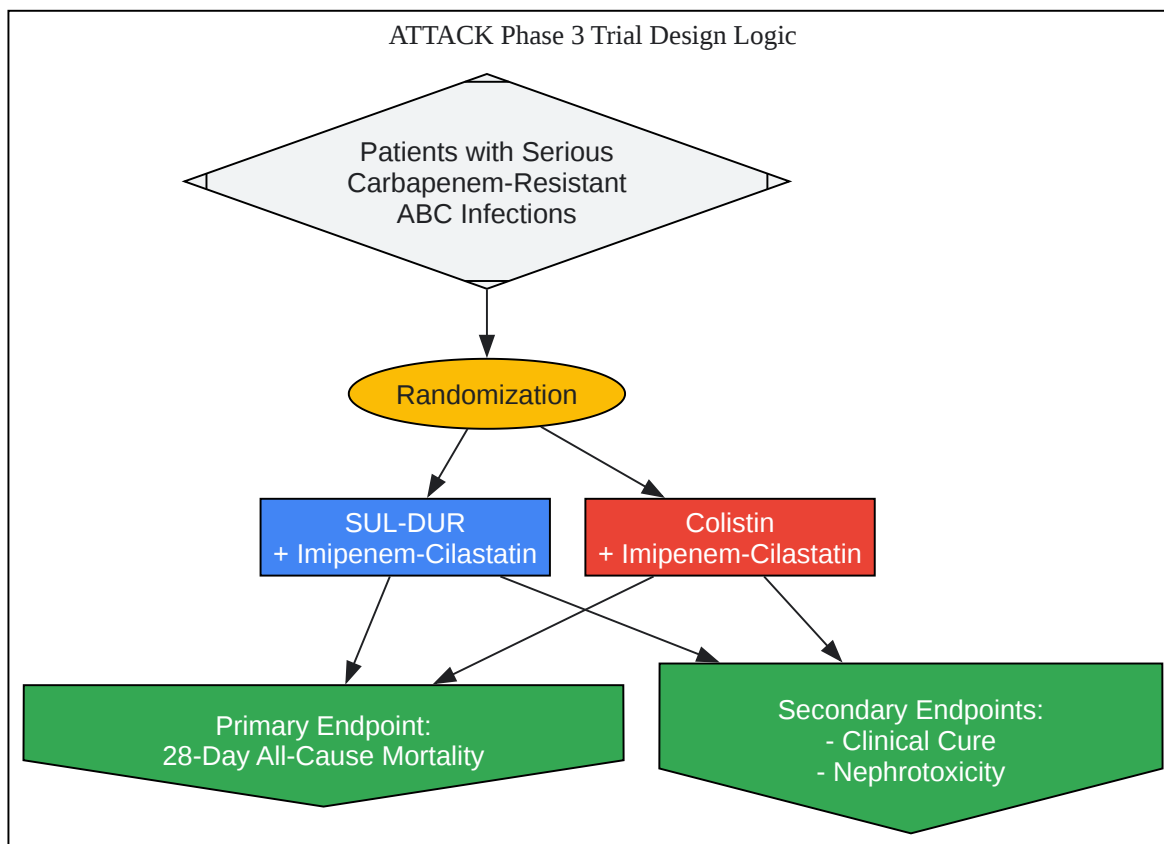 ATTACK Phase 3 Trial Design Logic
Patients with Serious
Carbapenem-Resistant
ABC Infections
Randomization
SUL-DUR
+ Imipenem-Cilastatin
Colistin
+ Imipenem-Cilastatin
Primary Endpoint:
28-Day All-Cause Mortality
Secondary Endpoints:
- Clinical Cure
- Nephrotoxicity